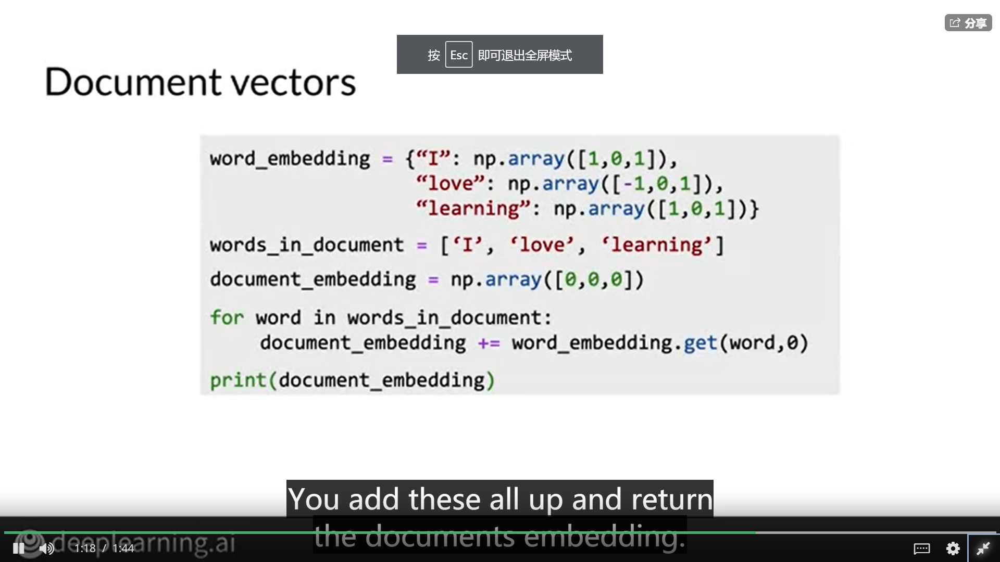 分享
按 Esc 即可退出全屏模式
Document vectors
word_embedding = {“I”: np.array([1,0,1]),
“love”: np.array([-1,0,1]),
“learning”: np.array([1,0,1])}
words_in_document = [‘I’, ‘love’, ‘learning’]
document_embedding = np.array([0,0,0])
for word in words_in_document:
document_embedding += word_embedding.get(word,0)
print(document_embedding)
You add these all up and return
the documents embedding.
deeplearning.ai
1:18 / 1:44